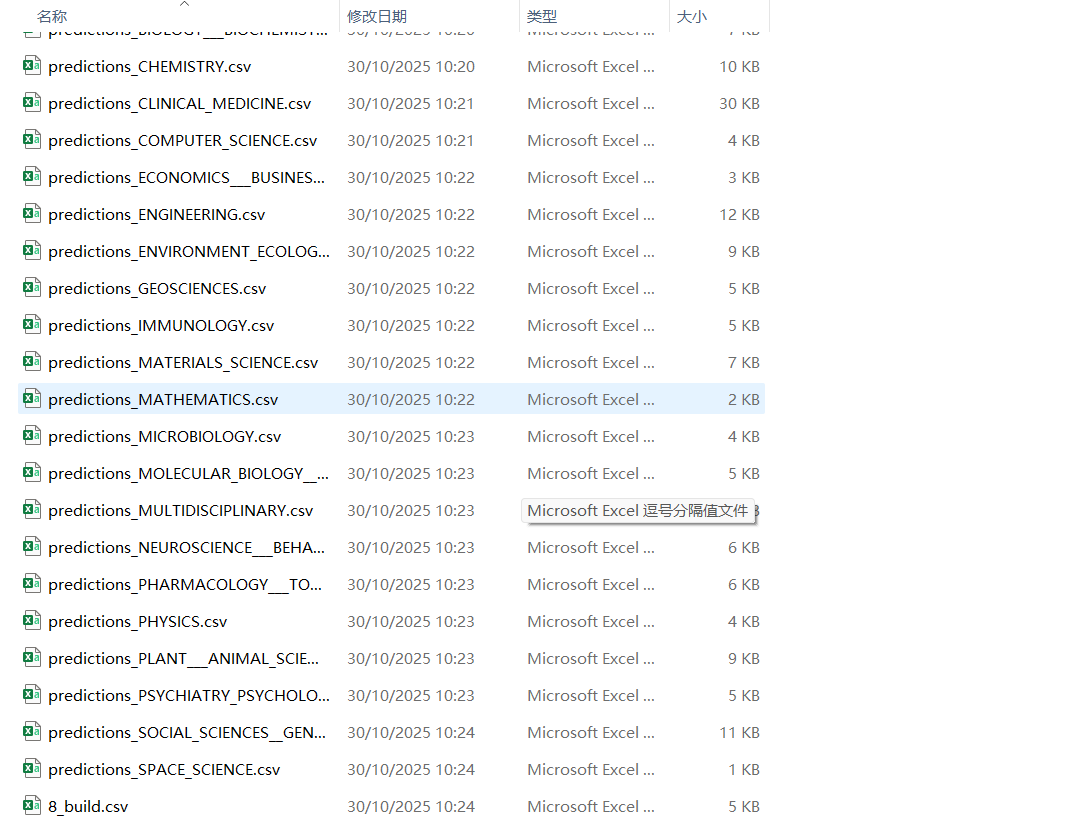 名称 修改日期 类型 大小
predictions_BIOLOGY___BIOCHEMIST... 30/10/2025 10:20 Microsoft Excel ... 7 KB
predictions_CHEMISTRY.csv 30/10/2025 10:20 Microsoft Excel ... 10 KB
predictions_CLINICAL_MEDICINE.csv 30/10/2025 10:21 Microsoft Excel ... 30 KB
predictions_COMPUTER_SCIENCE.csv 30/10/2025 10:21 Microsoft Excel ... 4 KB
predictions_ECONOMICS___BUSINES... 30/10/2025 10:22 Microsoft Excel ... 3 KB
predictions_ENGINEERING.csv 30/10/2025 10:22 Microsoft Excel ... 12 KB
predictions_ENVIRONMENT_ECOLOG... 30/10/2025 10:22 Microsoft Excel ... 9 KB
predictions_GEOSCIENCES.csv 30/10/2025 10:22 Microsoft Excel ... 5 KB
predictions_IMMUNOLOGY.csv 30/10/2025 10:22 Microsoft Excel ... 5 KB
predictions_MATERIALS_SCIENCE.csv 30/10/2025 10:22 Microsoft Excel ... 7 KB
predictions_MATHEMATICS.csv 30/10/2025 10:22 Microsoft Excel ... 2 KB
predictions_MICROBIOLOGY.csv 30/10/2025 10:23 Microsoft Excel ... 4 KB
predictions_MOLECULAR_BIOLOGY__... 30/10/2025 10:23 Microsoft Excel ... 5 KB
predictions_MULTIDISCIPLINARY.csv 30/10/2025 10:23 Microsoft Excel 逗号分隔值文件
predictions_NEUROSCIENCE___BEHA... 30/10/2025 10:23 Microsoft Excel ... 6 KB
predictions_PHARMACOLOGY___TO... 30/10/2025 10:23 Microsoft Excel ... 6 KB
predictions_PHYSICS.csv 30/10/2025 10:23 Microsoft Excel ... 4 KB
predictions_PLANT___ANIMAL_SCIE... 30/10/2025 10:23 Microsoft Excel ... 9 KB
predictions_PSYCHIATRY_PSYCHOLO... 30/10/2025 10:23 Microsoft Excel ... 5 KB
predictions_SOCIAL_SCIENCES__GEN... 30/10/2025 10:24 Microsoft Excel ... 11 KB
predictions_SPACE_SCIENCE.csv 30/10/2025 10:24 Microsoft Excel ... 1 KB
8_build.csv 30/10/2025 10:24 Microsoft Excel ... 5 KB